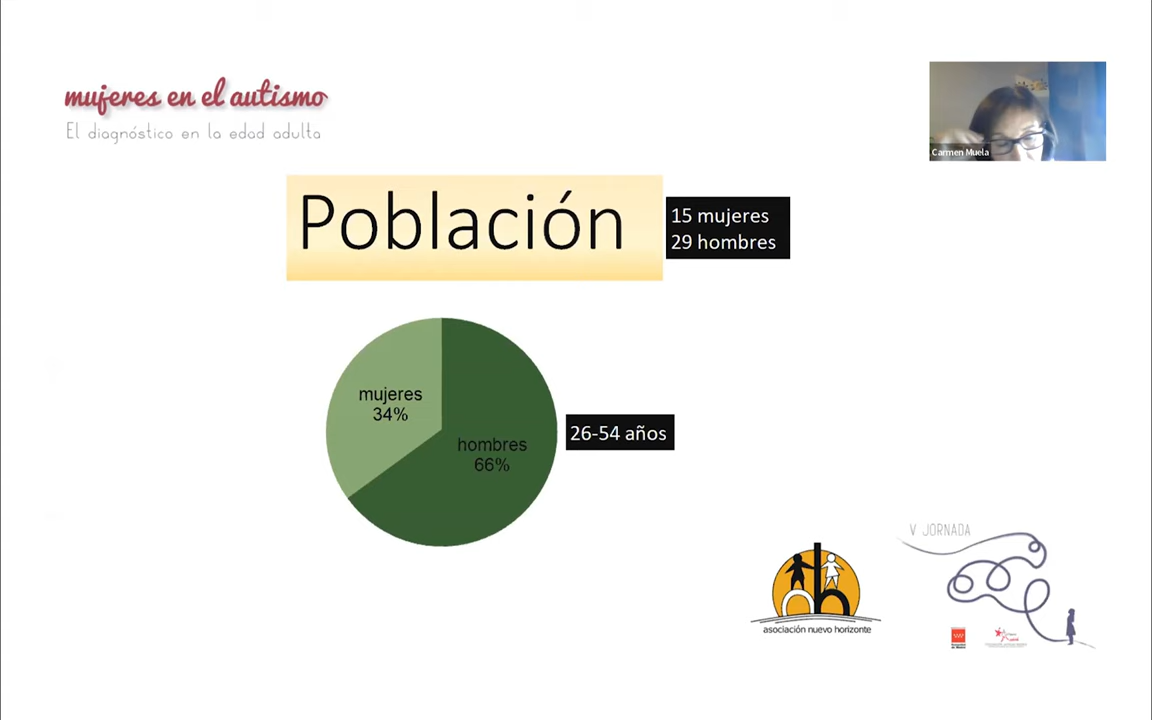 mujeres en el autismo
El diagnóstico en la edad adulta
Carmen Muela
Población
15 mujeres
29 hombres
mujeres
34%
hombres
66%
26-54 años
V JORNADA
asociación nuevo horizonte